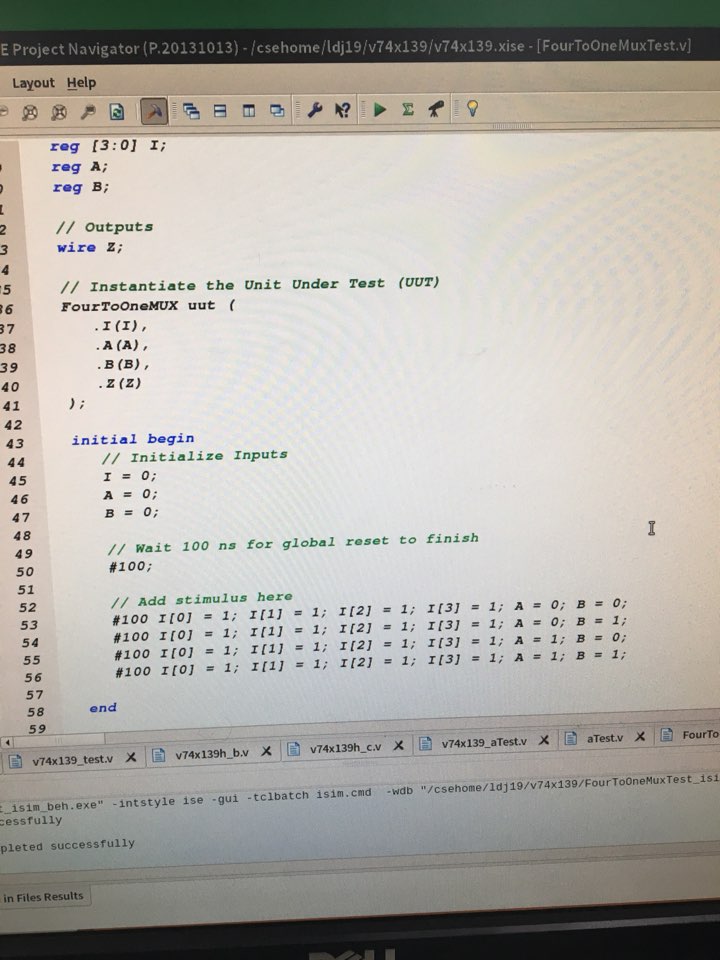 E Project Navigator (P.20131013) - /csehome/ldj19/v74x139/v74x139.xise - [FourToOneMuxTest.v]
Layout Help
reg [3:0] I;
reg A;
reg B;
1
2 // Outputs
3 wire Z;
4
5 // Instantiate the Unit Under Test (UUT)
36 FourToOneMUX uut (
37 .I(I),
38 .A(A),
39 .B(B),
40 .Z(Z)
41 );
42
43 initial begin
44 // Initialize Inputs
45 I = 0;
46 A = 0;
47 B = 0;
48
49 // Wait 100 ns for global reset to finish
50 #100;
51
52 // Add stimulus here
53 #100 I[0] = 1; I[1] = 1; I[2] = 1; I[3] = 1; A = 0; B = 0;
54 #100 I[0] = 1; I[1] = 1; I[2] = 1; I[3] = 1; A = 0; B = 1;
55 #100 I[0] = 1; I[1] = 1; I[2] = 1; I[3] = 1; A = 1; B = 0;
56 #100 I[0] = 1; I[1] = 1; I[2] = 1; I[3] = 1; A = 1; B = 1;
57
58 end
59
v74x139_test.v X v74x139h_b.v X v74x139h_c.v X v74x139_aTest.v X aTest.v X FourTo
t_isim_beh.exe" -intstyle ise -gui -tclbatch isim.cmd -wdb "/csehome/ldj19/v74x139/FourToOneMuxTest_isi
cessfully
pleted successfully
in Files Results
DELL